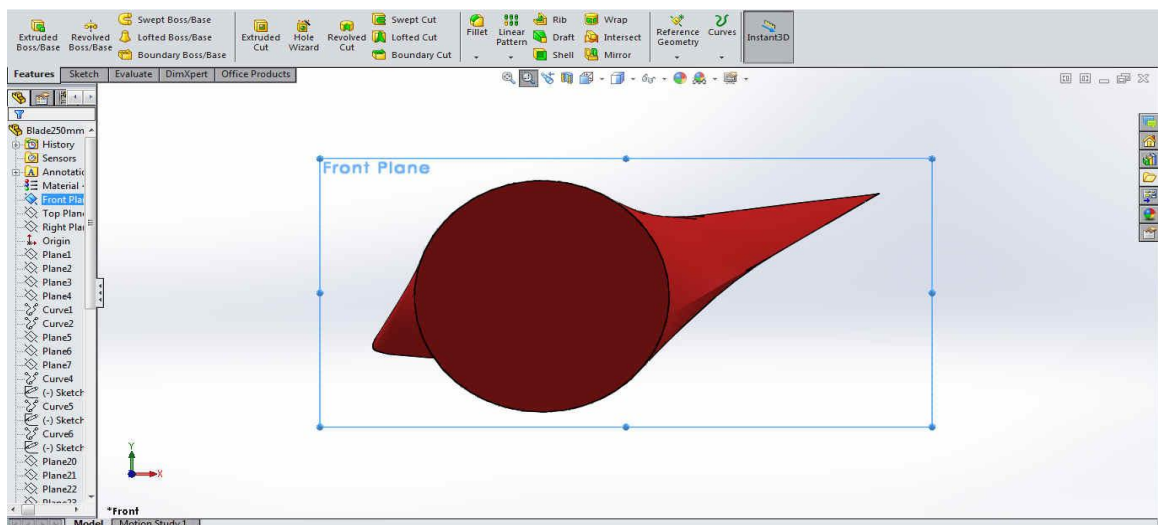 Extruded Boss/Base
Revolved Boss/Base
Swept Boss/Base
Lofted Boss/Base
Boundary Boss/Base
Extruded Cut
Hole Wizard
Revolved Cut
Swept Cut
Lofted Cut
Boundary Cut
Fillet
Linear Pattern
Rib
Draft
Shell
Wrap
Intersect
Mirror
Reference Geometry
Curves
Instant3D
Features Sketch Evaluate DimXpert Office Products
Blade250mm
History
Sensors
Annotatic
Material
Front Plan
Top Plane
Right Plan
Origin
Plane1
Plane2
Plane3
Plane4
Curve1
Curve2
Plane5
Plane6
Plane7
Curve4
(-) Sketch
Curve5
(-) Sketch
Curve6
(-) Sketch
Plane20
Plane21
Plane22
Plane23
Front Plane
Y
X
*Front
Model Motion Study 1